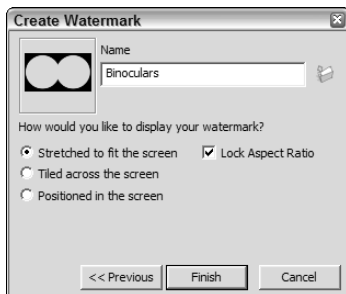 Create Watermark
Name
Binoculars
How would you like to display your watermark?
Stretched to fit the screen
Lock Aspect Ratio
Tiled across the screen
Positioned in the screen
<< Previous
Finish
Cancel